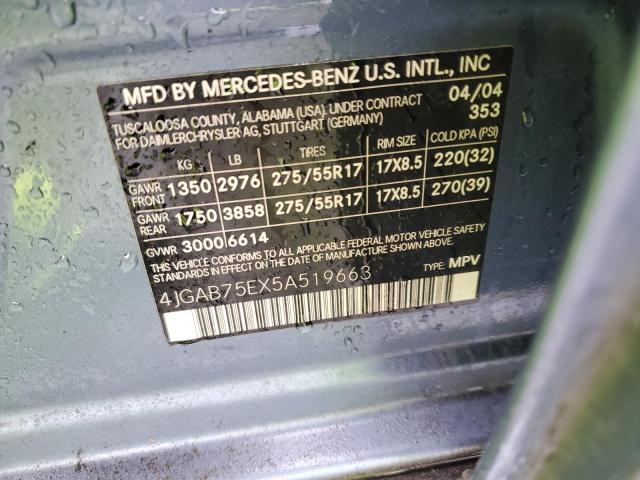 MFD BY MERCEDES-BENZ U.S. INTL., INC
TUSCALOOSA COUNTY, ALABAMA (USA). UNDER CONTRACT 04/04
FOR DAIMLERCHRYSLER AG, STUTTGART (GERMANY) 353
KG LB TIRES RIM SIZE COLD KPA (PSI)
GAWR FRONT 1350 2976 275/55R17 17X8.5 220(32)
GAWR REAR 1750 3858 275/55R17 17X8.5 270(39)
GVWR 3000 6614
THIS VEHICLE CONFORMS TO ALL APPLICABLE FEDERAL MOTOR VEHICLE SAFETY
STANDARDS IN EFFECT ON THE DATE OF MANUFACTURE SHOWN ABOVE.
4JGAB75EX5A519663 TYPE: MPV